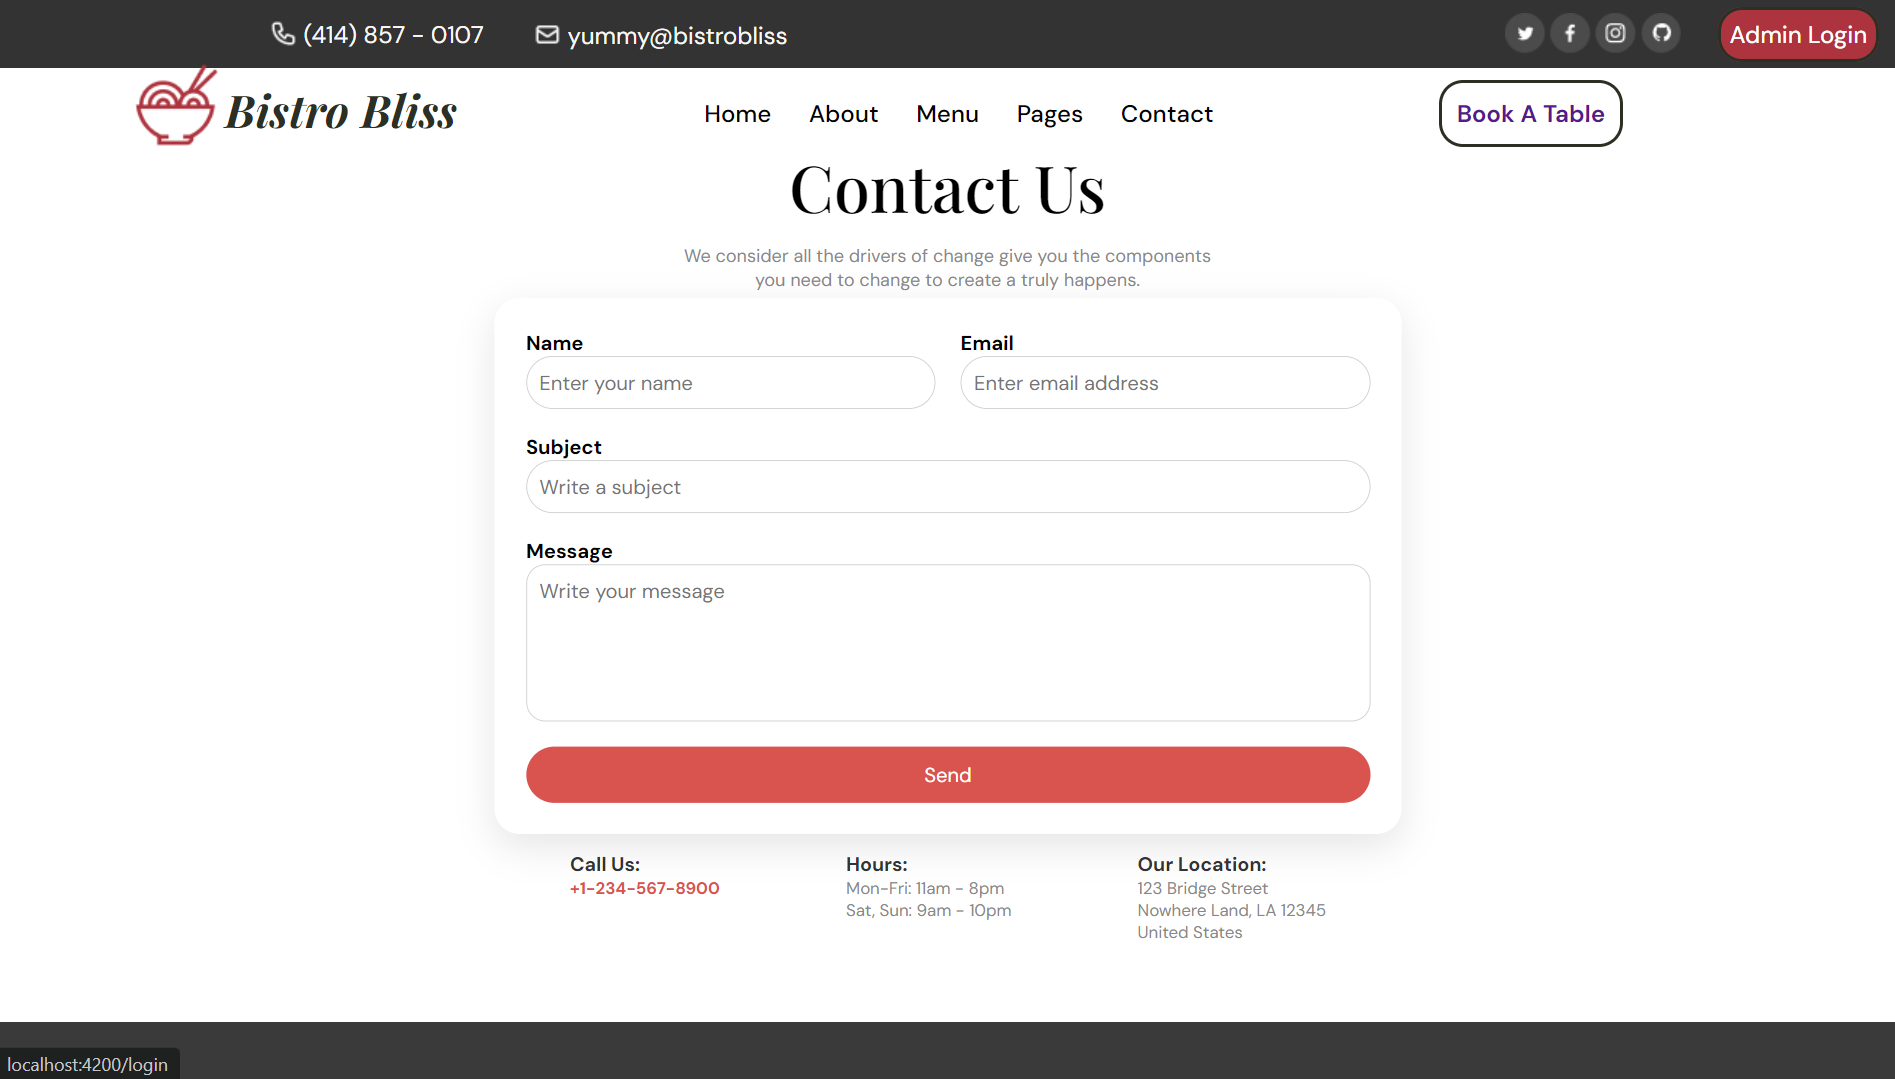 (414) 857 - 0107
yummy@bistrobliss
Admin Login
Bistro Bliss
Home
About
Menu
Pages
Contact
Book A Table
Contact Us
We consider all the drivers of change give you the components
you need to change to create a truly happens.
Name
Email
Enter your name
Enter email address
Subject
Write a subject
Message
Write your message
Send
Call Us:
+1-234-567-8900
Hours:
Mon-Fri: 11am - 8pm
Sat, Sun: 9am - 10pm
Our Location:
123 Bridge Street
Nowhere Land, LA 12345
United States
localhost:4200/login